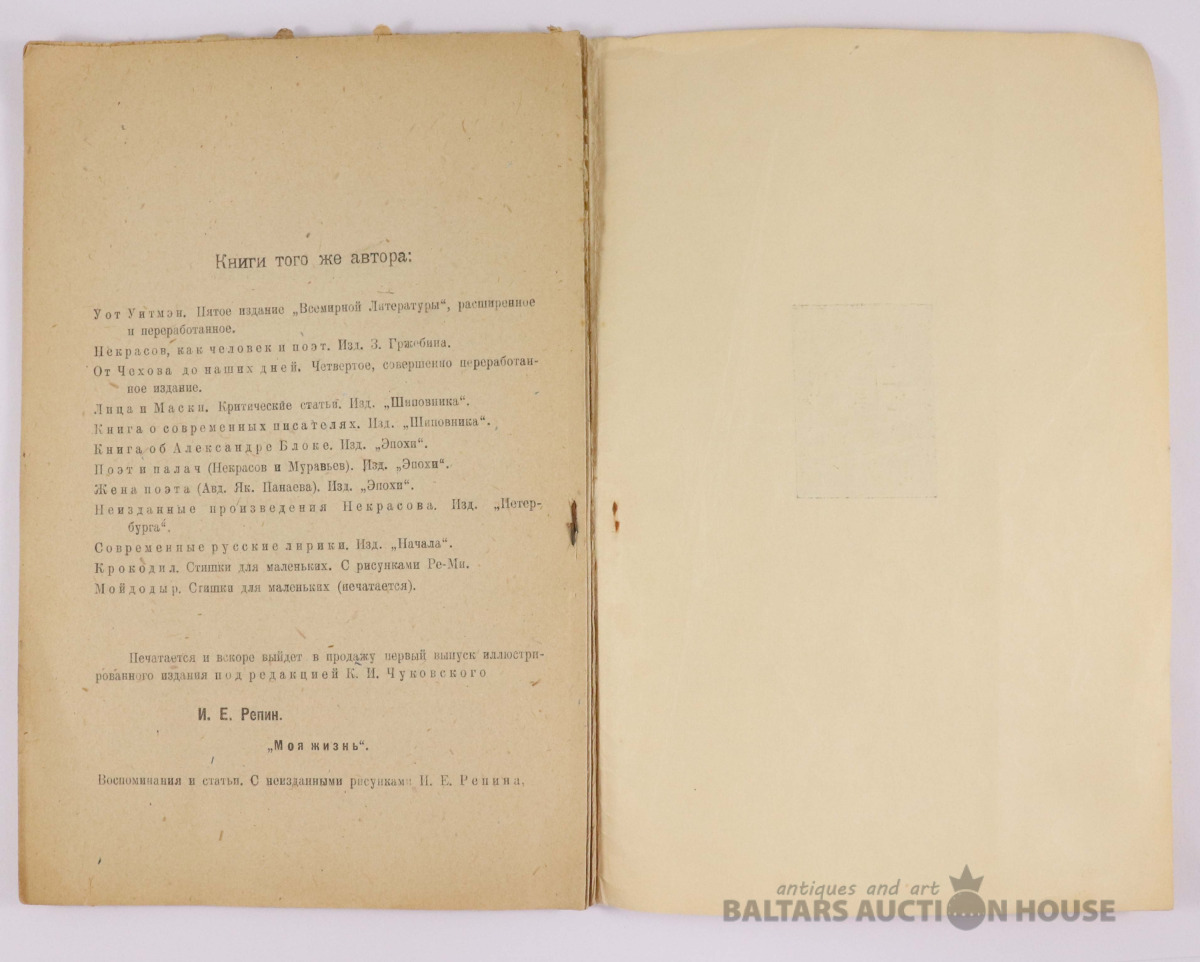 Книги того же автора:
Уот Уитмэн. Пятое издание „Всемирной Литературы“, расширенное
и переработанное.
Некрасов, как человек и поэт. Изд. З. Гржебина.
От Чехова до наших дней. Четвертое, совершенно переработан-
ное издание.
Лица и Маски. Критические статьи. Изд. „Шиповника“.
Книга о современных писателях. Изд. „Шиповника“.
Книга об Александре Блоке. Изд. „Эпохи“.
Поэт и палач (Некрасов и Муравьев). Изд. „Эпохи“.
Жена поэта (Авд. Як. Панаева). Изд. „Эпохи“.
Неизданные произведения Некрасова. Изд. „Петер-
бурга“.
Современные русские лирики. Изд. „Начала“.
Крокодил. Стишки для маленьких. С рисунками Ре-Ми.
Мойдодыр. Стишки для маленьких (печатается).
Печатается и вскоре выйдет в продажу первый выпуск иллюстри-
рованного издания под редакцией К. И. Чуковского
И. Е. Репин.
„Моя жизнь“.
Воспоминания и статьи. С неизданными рисунками И. Е. Репина.
antiques and art
BALTARS AUCTION HOUSE